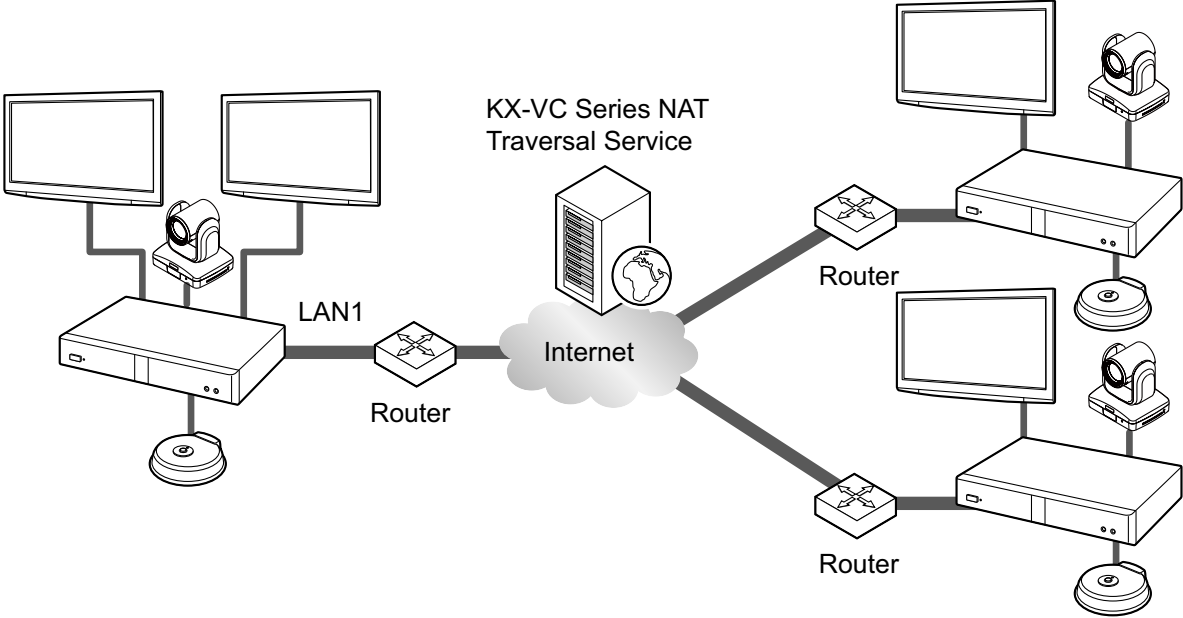 KX-VC Series NAT
Traversal Service
LAN1
Router
Internet
Router
Router